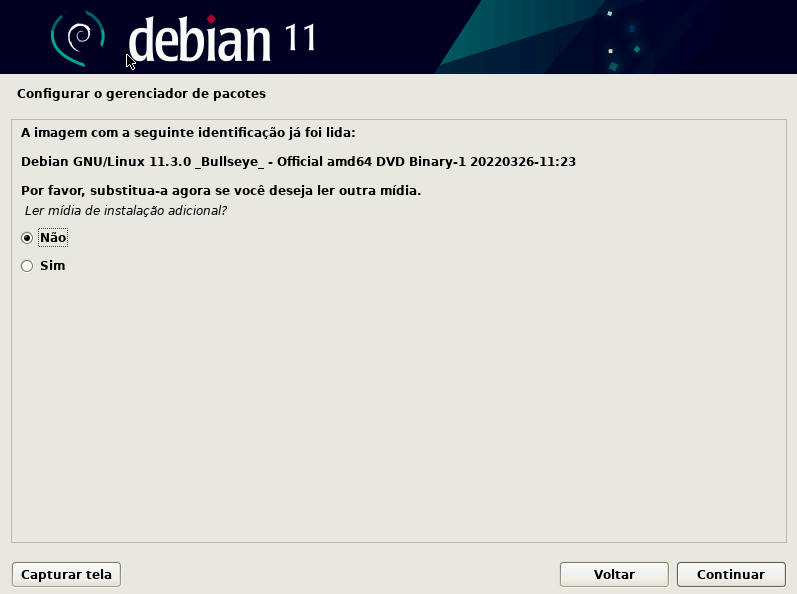 debian 11
Configurar o gerenciador de pacotes
A imagem com a seguinte identificação já foi lida:
Debian GNU/Linux 11.3.0 _Bullseye_ - Official amd64 DVD Binary-1 20220326-11:23
Por favor, substitua-a agora se você deseja ler outra mídia.
Ler mídia de instalação adicional?
Não
Sim
Capturar tela
Voltar
Continuar